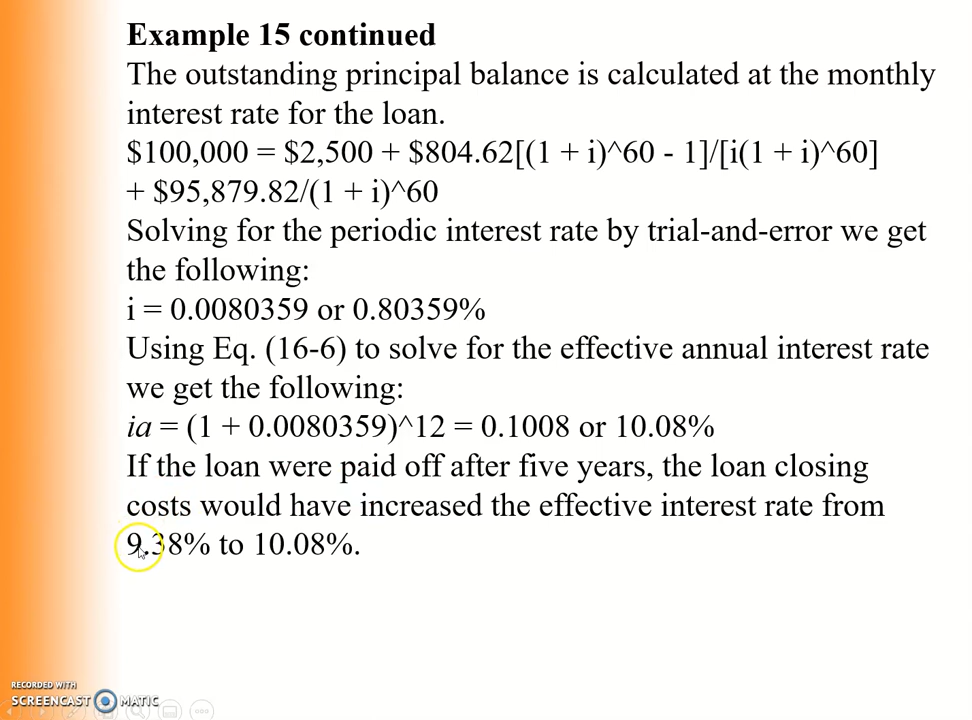 Example 15 continued
The outstanding principal balance is calculated at the monthly
interest rate for the loan.
$100,000 = $2,500 + $804.62[(1 + i)^60 - 1]/[i(1 + i)^60]
+ $95,879.82/(1 + i)^60
Solving for the periodic interest rate by trial-and-error we get
the following:
i = 0.0080359 or 0.80359%
Using Eq. (16-6) to solve for the effective annual interest rate
we get the following:
ia = (1 + 0.0080359)^12 = 0.1008 or 10.08%
If the loan were paid off after five years, the loan closing
costs would have increased the effective interest rate from
9.38% to 10.08%.
RECORDED WITH
SCREENCAST MATIC